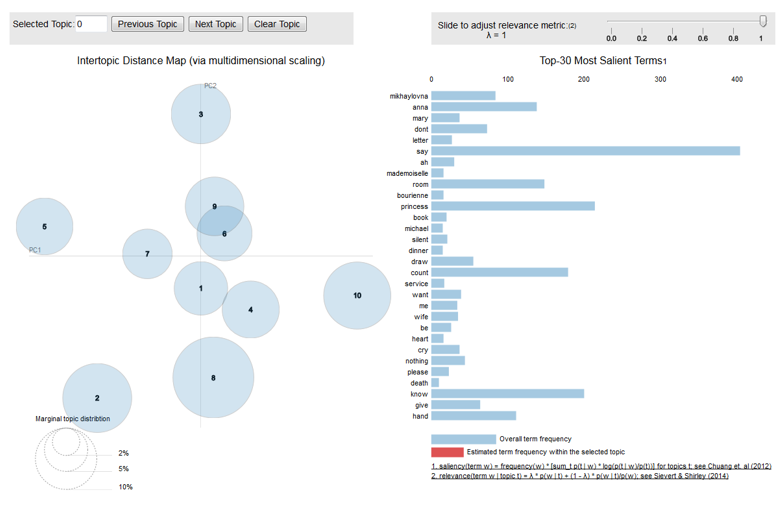 Selected Topic: 0 Previous Topic Next Topic Clear Topic
Slide to adjust relevance metric:(2)
λ = 1
0.0 0.2 0.4 0.6 0.8 1
Intertopic Distance Map (via multidimensional scaling)
PC2
3
9
6
5
PC1
7
1
4
10
8
2
Marginal topic distribtion
2%
5%
10%
Top-30 Most Salient Terms1
0 100 200 300 400
mikhaylovna
anna
mary
dont
letter
say
ah
mademoiselle
room
bourienne
princess
book
michael
silent
dinner
draw
count
service
want
me
wife
be
heart
cry
nothing
please
death
know
give
hand
Overall term frequency
Estimated term frequency within the selected topic
1. saliency(term w) = frequency(w) * [sum_t p(t | w) * log(p(t | w)/p(t))] for topics t; see Chuang et. al (2012)
2. relevance(term w | topic t) = λ * p(w | t) + (1 - λ) * p(w | t)/p(w); see Sievert & Shirley (2014)